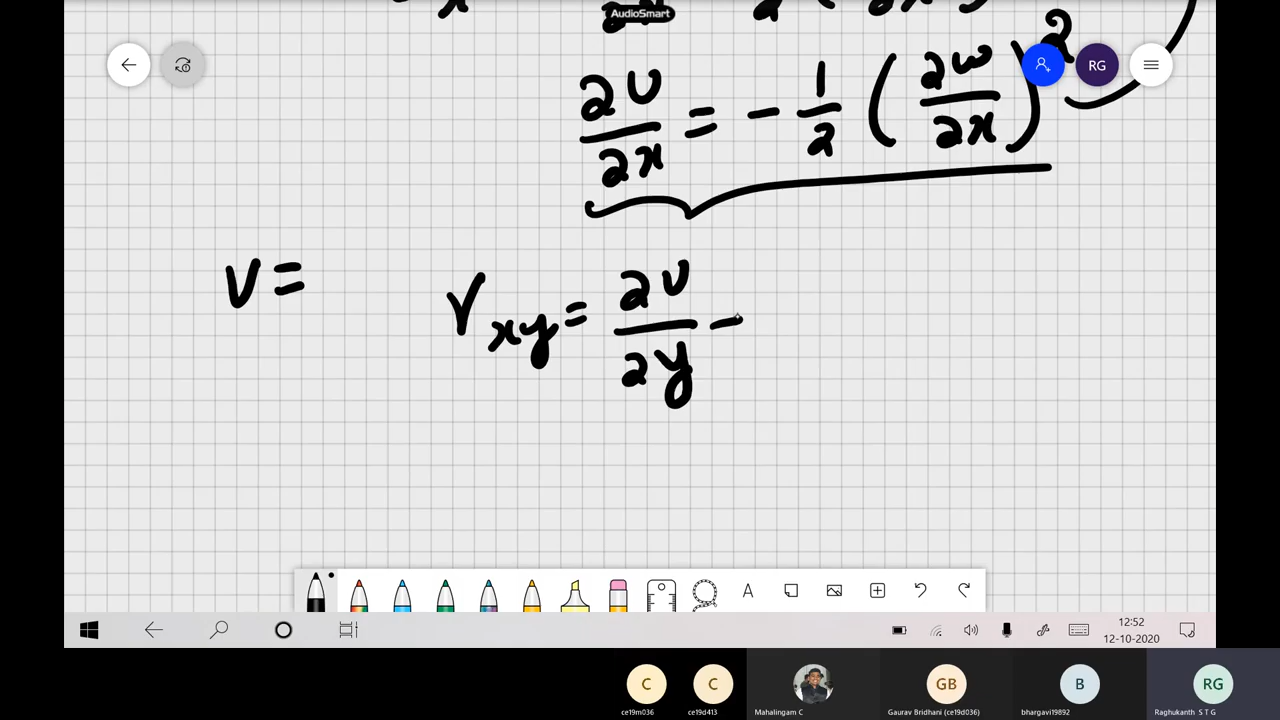 AudioSmart
∂U/∂x = - 1/2 (∂w/∂x)²
RG
V =
γxy = ∂U/∂y -
A
12:52
12-10-2020
C
C
GB
B
RG
ce19m036
ce19d413
Mahalingam C
Gaurav Bridhani (ce19d036)
bhargavi19892
Raghukanth S T G